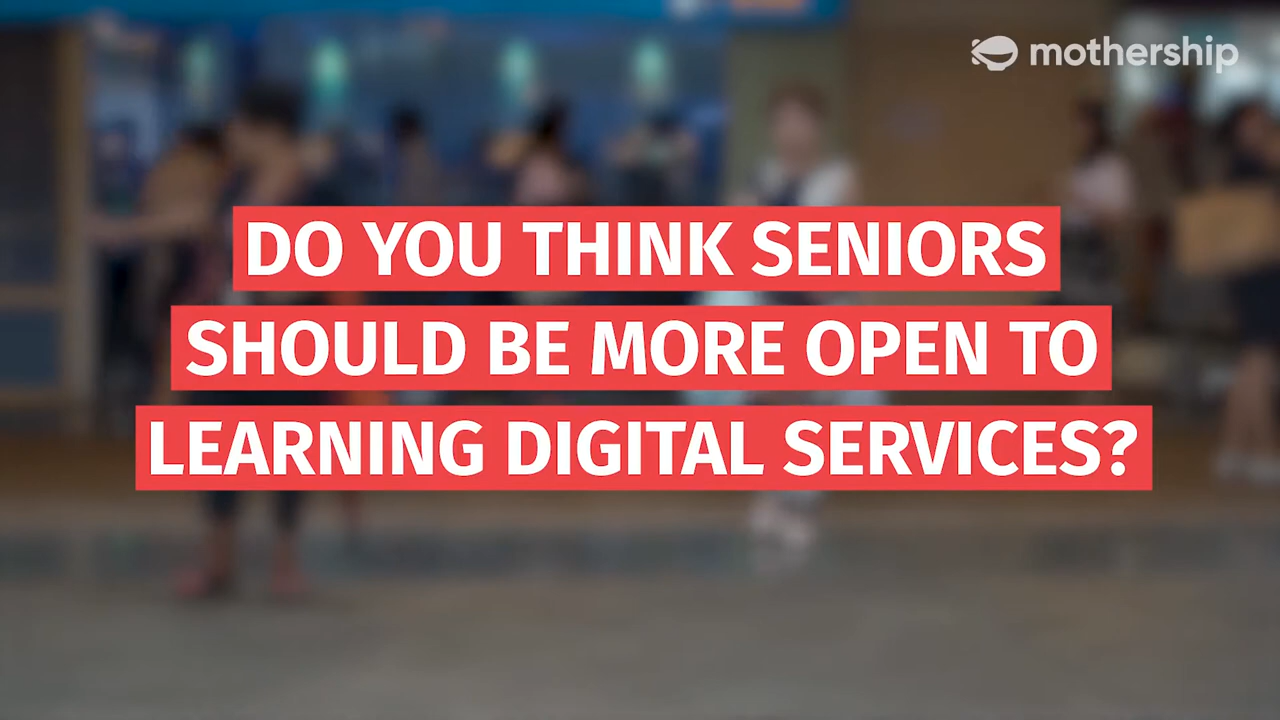 mothership
DO YOU THINK SENIORS
SHOULD BE MORE OPEN TO
LEARNING DIGITAL SERVICES?